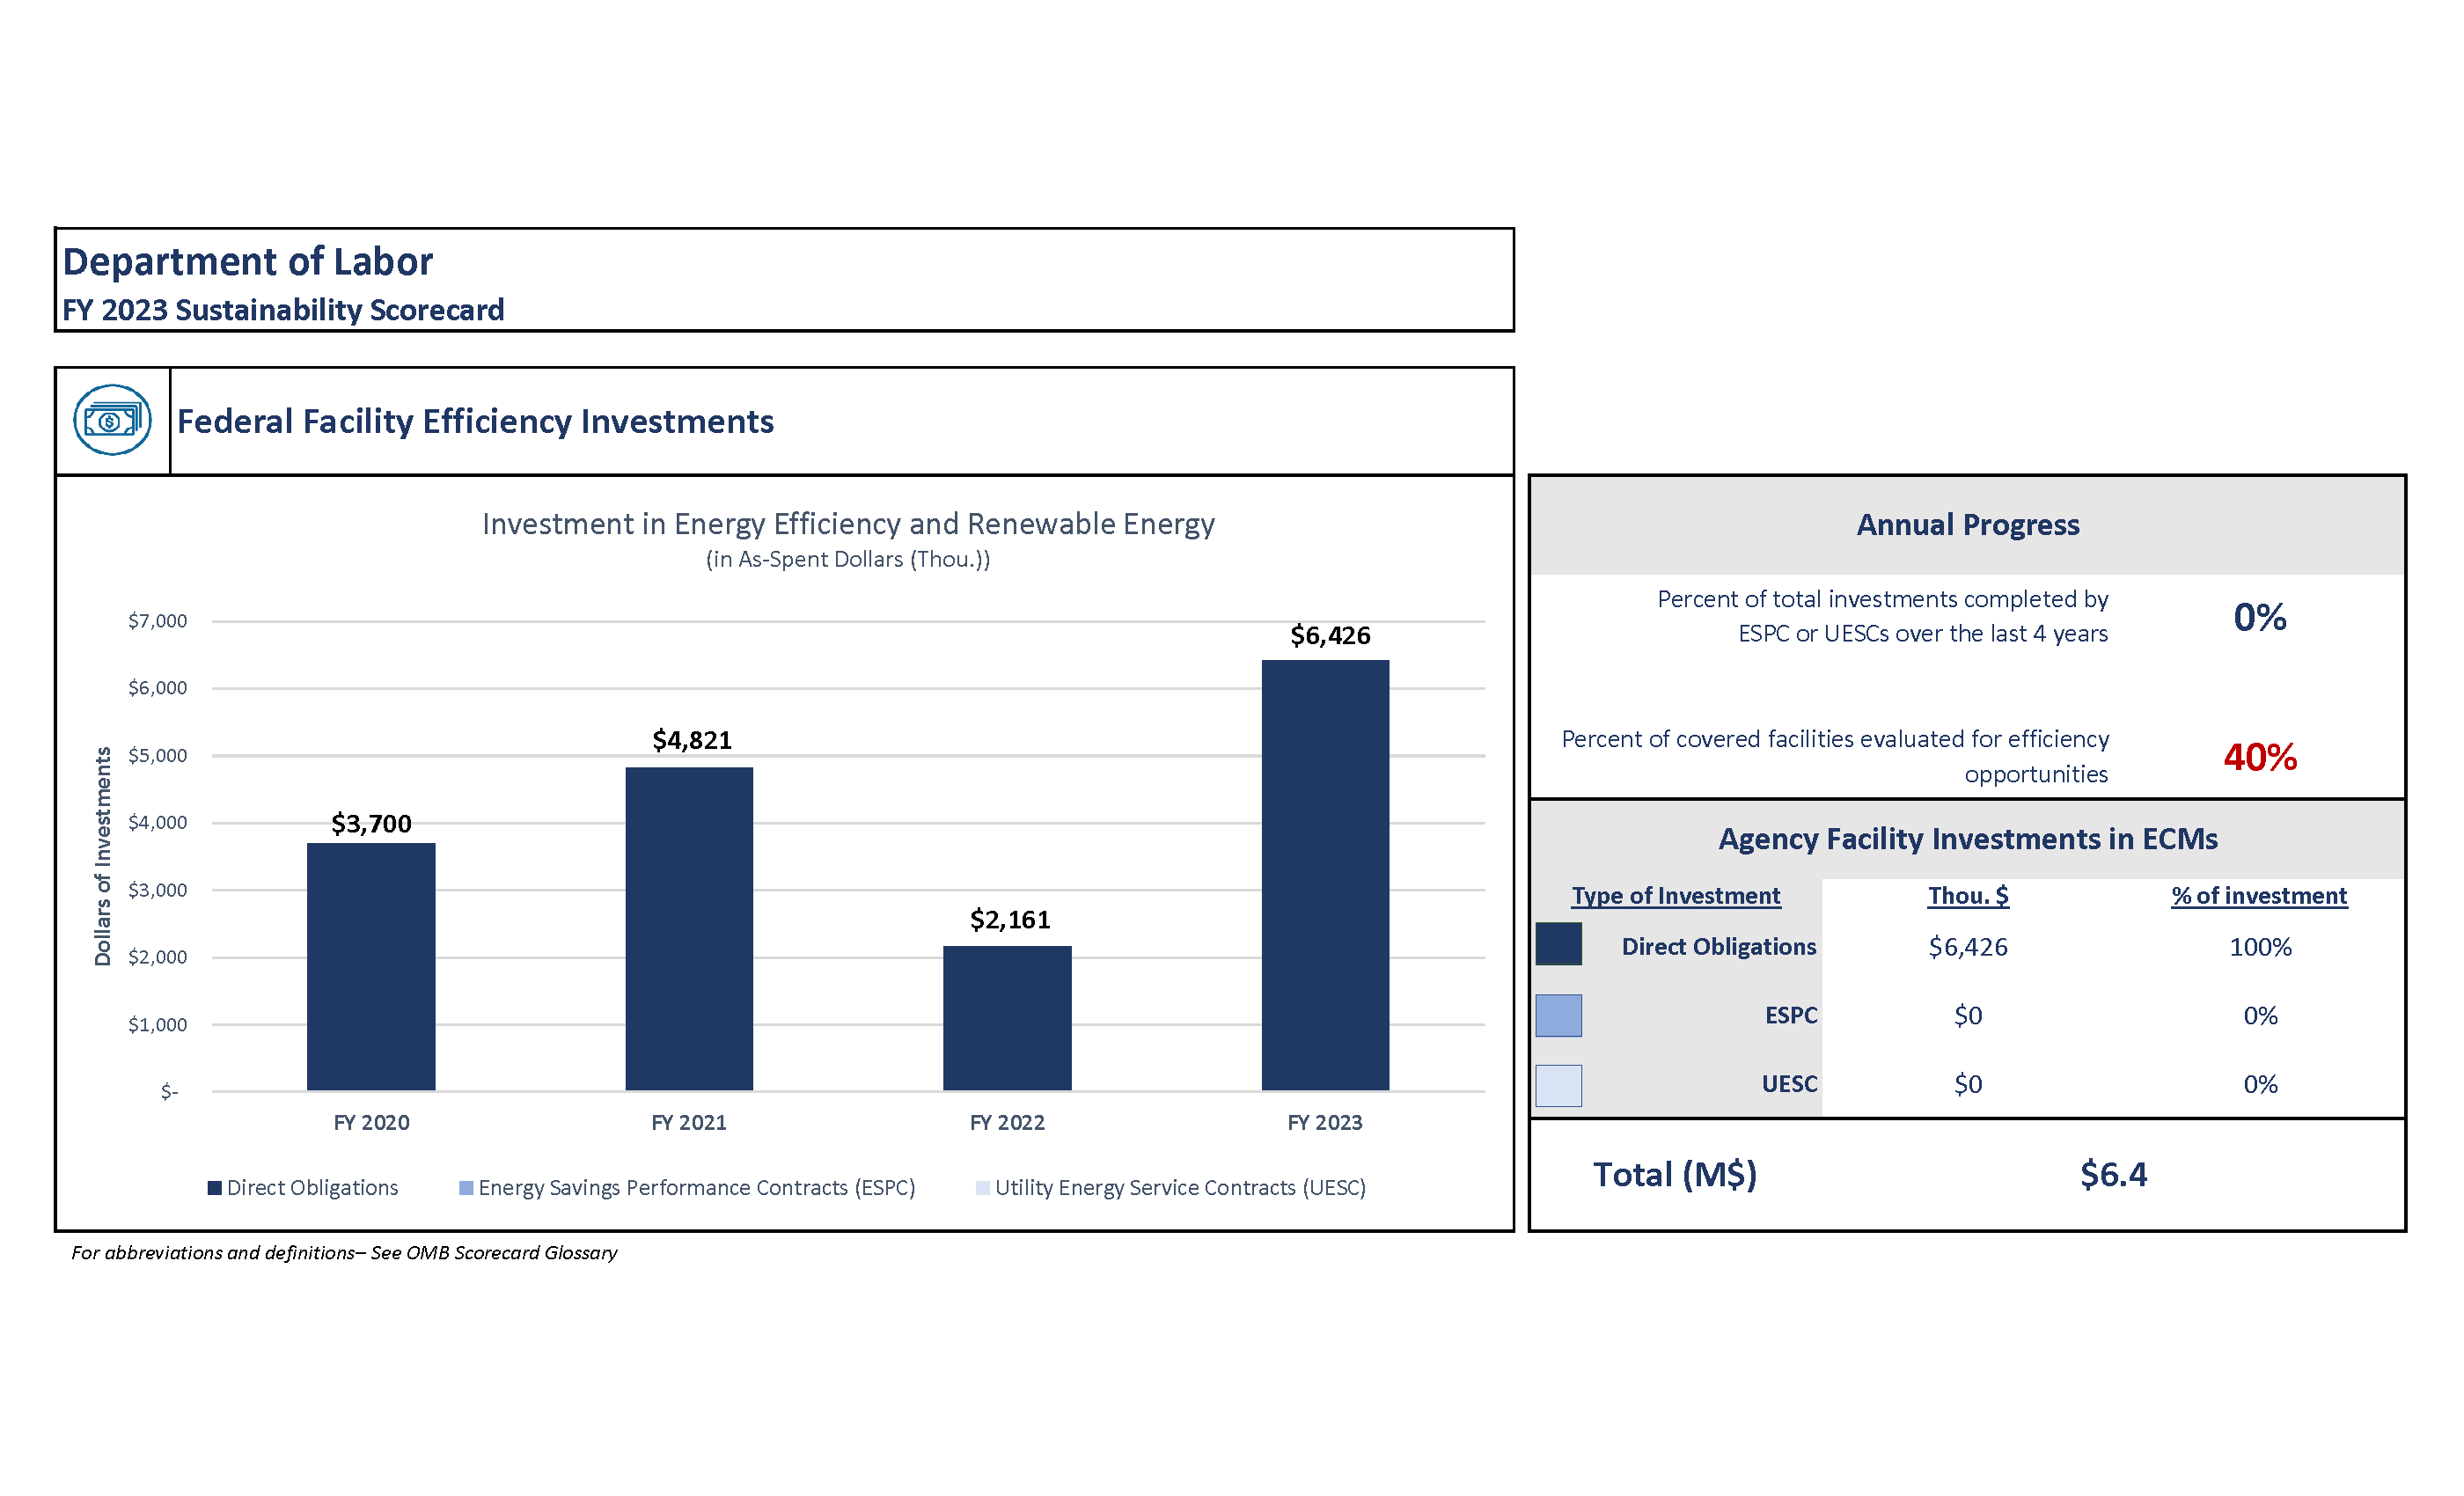 Department of Labor
FY 2023 Sustainability Scorecard
Federal Facility Efficiency Investments
Investment in Energy Efficiency and Renewable Energy
(in As-Spent Dollars (Thou.))
Dollars of Investments
$7,000
$6,000
$5,000
$4,000
$3,000
$2,000
$1,000
$-
$3,700
$4,821
$2,161
$6,426
FY 2020 FY 2021 FY 2022 FY 2023
Direct Obligations Energy Savings Performance Contracts (ESPC) Utility Energy Service Contracts (UESC)
For abbreviations and definitions– See OMB Scorecard Glossary
Annual Progress
Percent of total investments completed by
ESPC or UESCs over the last 4 years
0%
Percent of covered facilities evaluated for efficiency
opportunities
40%
Agency Facility Investments in ECMs
Type of Investment Thou. $ % of investment
Direct Obligations $6,426 100%
ESPC $0 0%
UESC $0 0%
Total (M$) $6.4